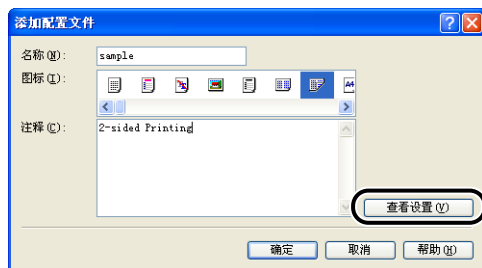 添加配置文件
名称(N):
sample
图标(I):
A4
注释(C):
2-sided Printing
查看设置(V)
确定
取消
帮助(H)